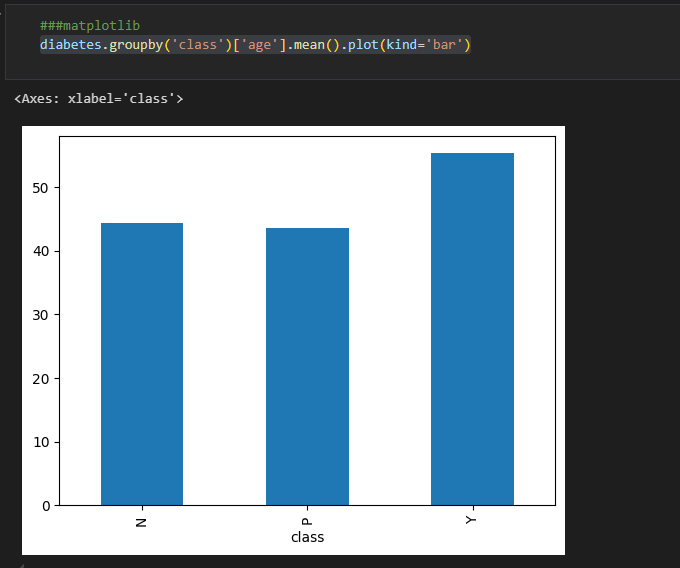 ###matplotlib
diabetes.groupby('class')['age'].mean().plot(kind='bar')
<Axes: xlabel='class'>
50
40
30
20
10
0
N
P
Y
class